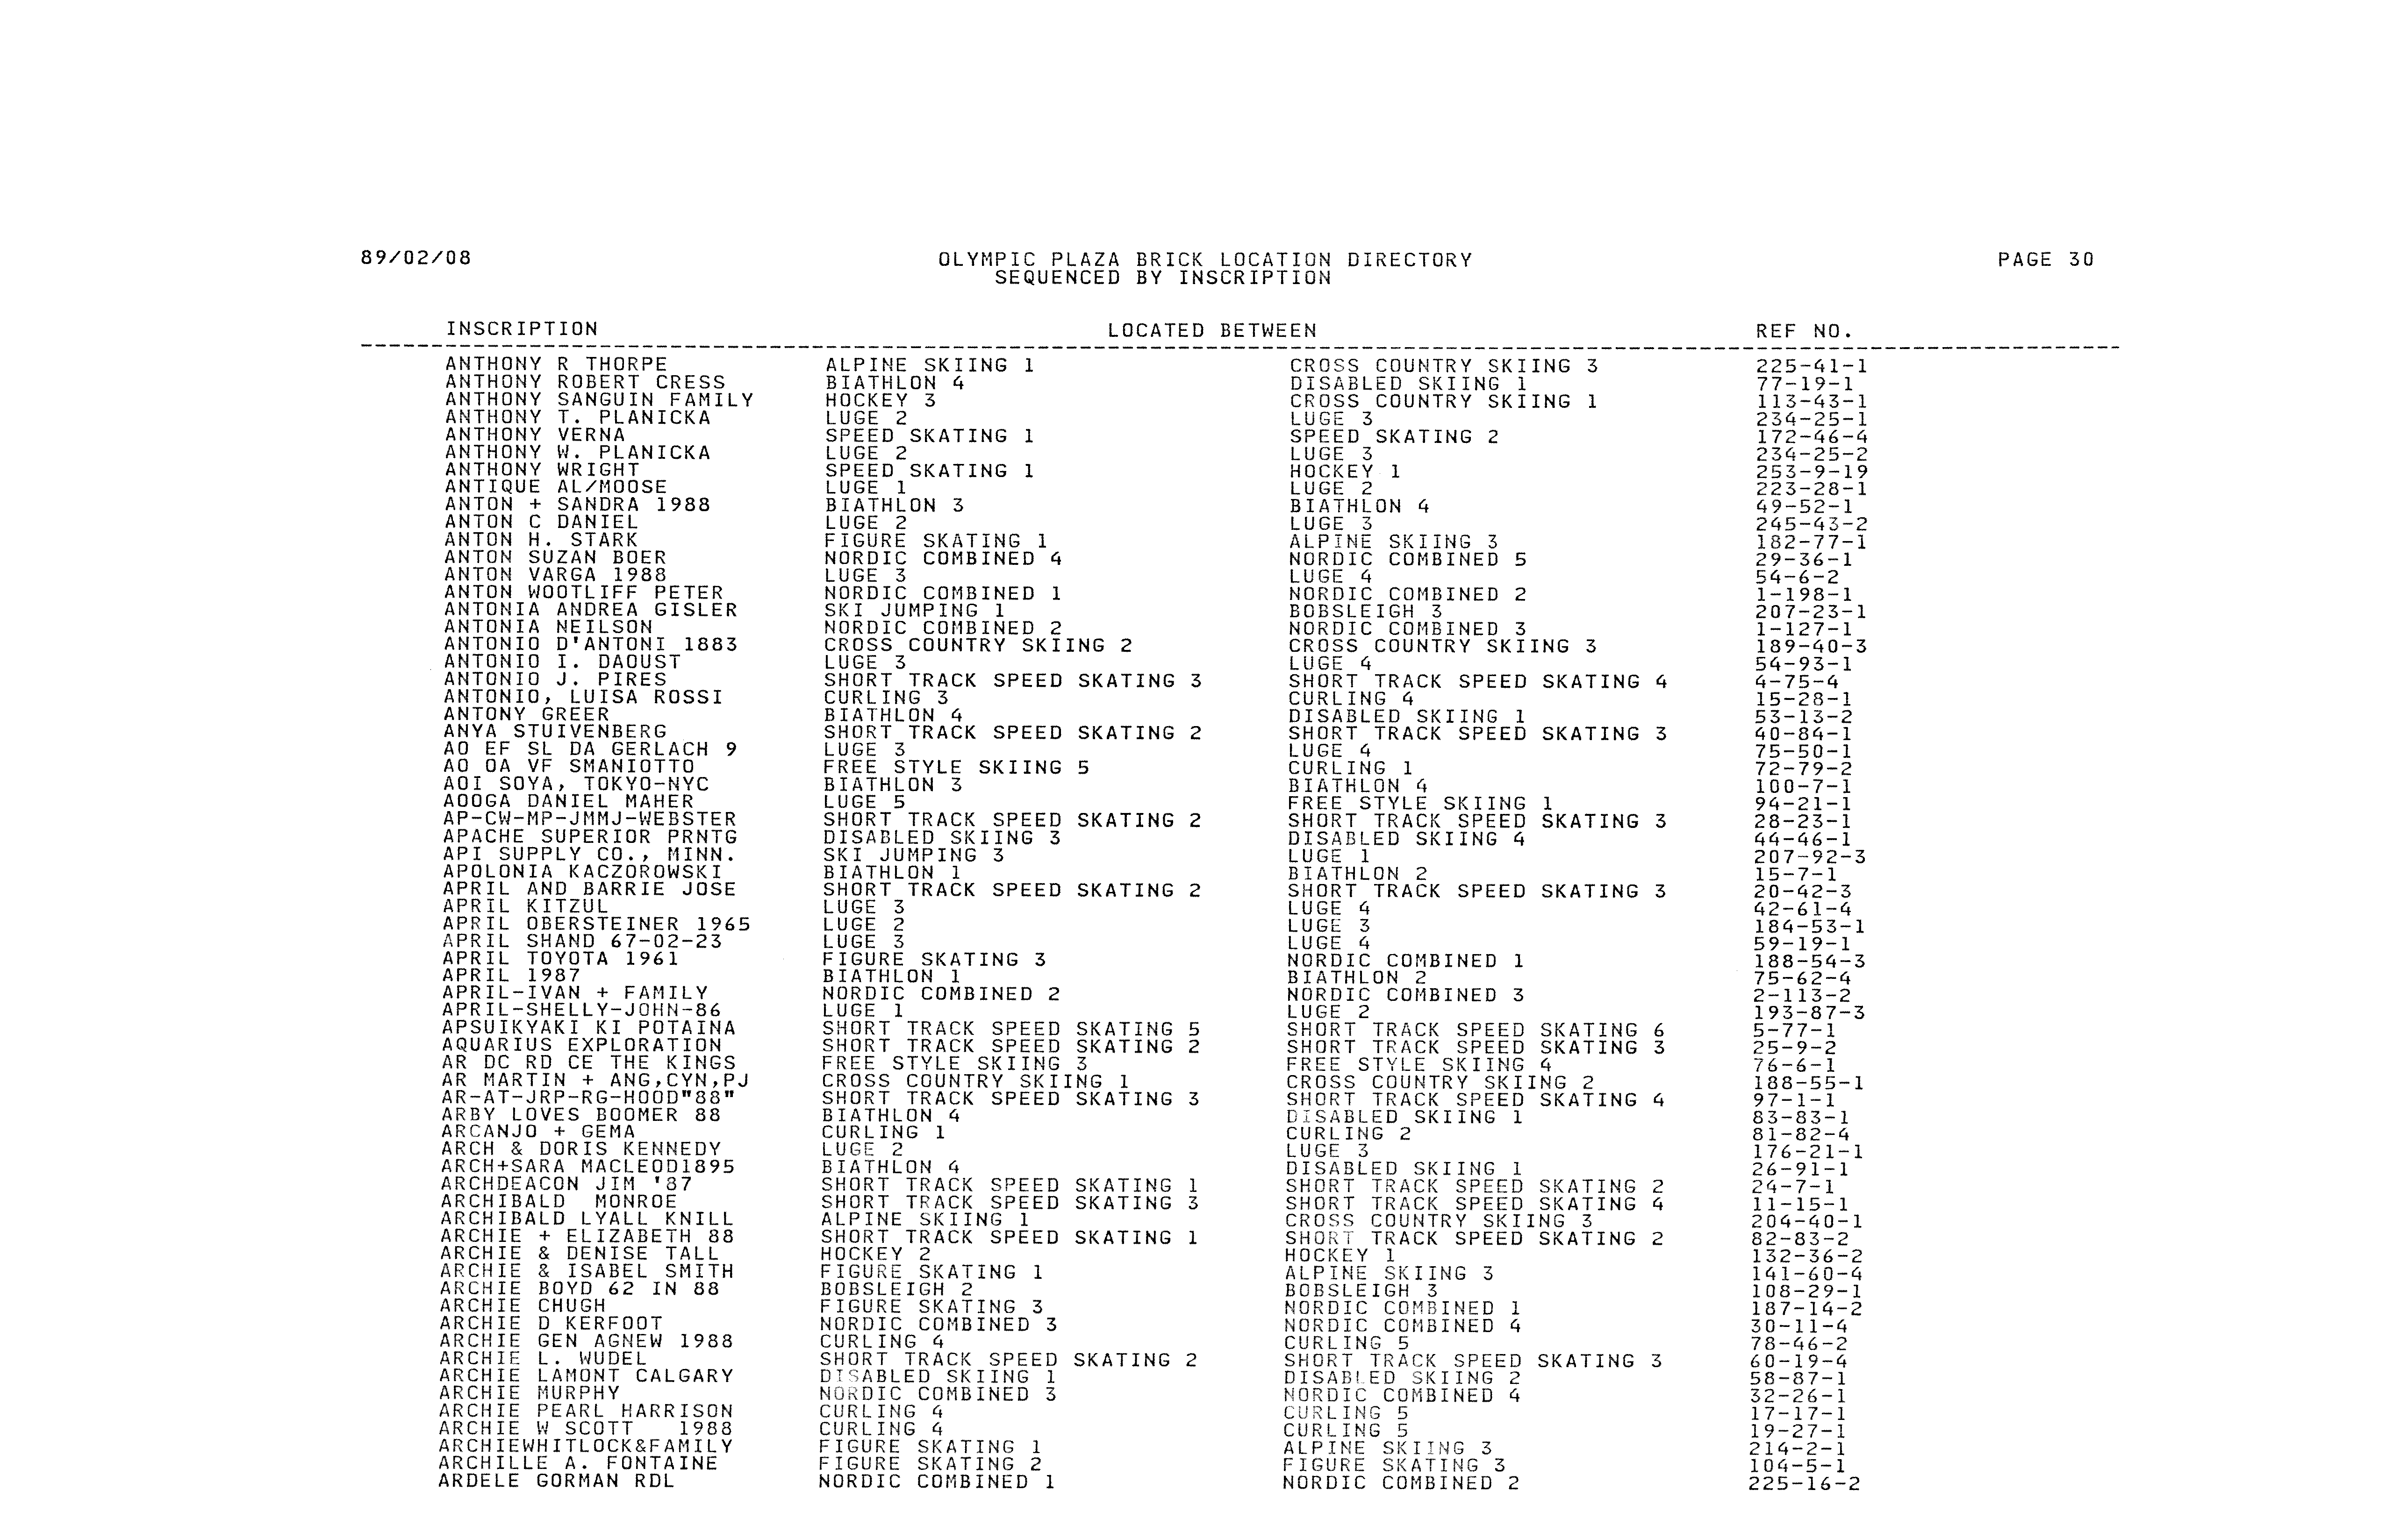 89/02/08 OLYMPIC PLAZA BRICK LOCATION DIRECTORY PAGE 30
SEQUENCED BY INSCRIPTION
INSCRIPTION LOCATED BETWEEN REF NO.
ANTHONY R THORPE ALPINE SKIING 1 CROSS COUNTRY SKIING 3 225-41-1
ANTHONY ROBERT CRESS BIATHLON 4 DISABLED SKIING 1 77-19-1
ANTHONY SANGUIN FAMILY HOCKEY 3 CROSS COUNTRY SKIING 1 113-43-1
ANTHONY T. PLANICKA LUGE 2 LUGE 3 234-25-1
ANTHONY VERNA SPEED SKATING 1 SPEED SKATING 2 172-46-4
ANTHONY W. PLANICKA LUGE 2 LUGE 3 234-25-2
ANTHONY WRIGHT SPEED SKATING 1 HOCKEY 1 253-9-19
ANTIQUE AL/MOOSE LUGE 1 LUGE 2 223-28-1
ANTON + SANDRA 1988 BIATHLON 3 BIATHLON 4 49-52-1
ANTON C DANIEL LUGE 2 LUGE 3 245-43-2
ANTON H. STARK FIGURE SKATING 1 ALPINE SKIING 3 182-77-1
ANTON SUZAN BOER NORDIC COMBINED 4 NORDIC COMBINED 5 29-36-1
ANTON VARGA 1988 LUGE 3 LUGE 4 54-6-2
ANTON WOOTLIFF PETER NORDIC COMBINED 1 NORDIC COMBINED 2 1-198-1
ANTONIA ANDREA GISLER SKI JUMPING 1 BOBSLEIGH 3 207-23-1
ANTONIA NEILSON NORDIC COMBINED 2 NORDIC COMBINED 3 1-127-1
ANTONIO D'ANTONI 1883 CROSS COUNTRY SKIING 2 CROSS COUNTRY SKIING 3 189-40-3
ANTONIO I. DAOUST LUGE 3 LUGE 4 54-93-1
ANTONIO J. PIRES SHORT TRACK SPEED SKATING 3 SHORT TRACK SPEED SKATING 4 4-75-4
ANTONIO, LUISA ROSSI CURLING 3 CURLING 4 15-28-1
ANTONY GREER BIATHLON 4 DISABLED SKIING 1 53-13-2
ANYA STUIVENBERG SHORT TRACK SPEED SKATING 2 SHORT TRACK SPEED SKATING 3 40-84-1
AO EF SL DA GERLACH 9 LUGE 3 LUGE 4 75-50-1
AO OA VF SMANIOTTO FREE STYLE SKIING 5 CURLING 1 72-79-2
AOI SOYA, TOKYO-NYC BIATHLON 3 BIATHLON 4 100-7-1
AOOGA DANIEL MAHER LUGE 5 FREE STYLE SKIING 1 94-21-1
AP-CW-MP-JMMJ-WEBSTER SHORT TRACK SPEED SKATING 2 SHORT TRACK SPEED SKATING 3 28-23-1
APACHE SUPERIOR PRNTG DISABLED SKIING 3 DISABLED SKIING 4 44-46-1
API SUPPLY CO., MINN. SKI JUMPING 3 LUGE 1 207-92-3
APOLONIA KACZOROWSKI BIATHLON 1 BIATHLON 2 15-7-1
APRIL AND BARRIE JOSE SHORT TRACK SPEED SKATING 2 SHORT TRACK SPEED SKATING 3 20-42-3
APRIL KITZUL LUGE 3 LUGE 4 42-61-4
APRIL OBERSTEINER 1965 LUGE 2 LUGE 3 184-53-1
APRIL SHAND 67-02-23 LUGE 3 LUGE 4 59-19-1
APRIL TOYOTA 1961 FIGURE SKATING 3 NORDIC COMBINED 1 188-54-3
APRIL 1987 BIATHLON 1 BIATHLON 2 75-62-4
APRIL-IVAN + FAMILY NORDIC COMBINED 2 NORDIC COMBINED 3 2-113-2
APRIL-SHELLY-JOHN-86 LUGE 1 LUGE 2 193-87-3
APSUIKYAKI KI POTAINA SHORT TRACK SPEED SKATING 5 SHORT TRACK SPEED SKATING 6 5-77-1
AQUARIUS EXPLORATION SHORT TRACK SPEED SKATING 2 SHORT TRACK SPEED SKATING 3 25-9-2
AR DC RD CE THE KINGS FREE STYLE SKIING 3 FREE STYLE SKIING 4 76-6-1
AR MARTIN + ANG,CYN,PJ CROSS COUNTRY SKIING 1 CROSS COUNTRY SKIING 2 188-55-1
AR-AT-JRP-RG-HOOD"88" SHORT TRACK SPEED SKATING 3 SHORT TRACK SPEED SKATING 4 97-1-1
ARBY LOVES BOOMER 88 BIATHLON 4 DISABLED SKIING 1 83-83-1
ARCANJO + GEMA CURLING 1 CURLING 2 81-82-4
ARCH & DORIS KENNEDY LUGE 2 LUGE 3 176-21-1
ARCH+SARA MACLEOD1895 BIATHLON 4 DISABLED SKIING 1 26-91-1
ARCHDEACON JIM '87 SHORT TRACK SPEED SKATING 1 SHORT TRACK SPEED SKATING 2 24-7-1
ARCHIBALD MONROE SHORT TRACK SPEED SKATING 3 SHORT TRACK SPEED SKATING 4 11-15-1
ARCHIBALD LYALL KNILL ALPINE SKIING 1 CROSS COUNTRY SKIING 3 204-40-1
ARCHIE + ELIZABETH 88 SHORT TRACK SPEED SKATING 1 SHORT TRACK SPEED SKATING 2 82-83-2
ARCHIE & DENISE TALL HOCKEY 2 HOCKEY 1 132-36-2
ARCHIE & ISABEL SMITH FIGURE SKATING 1 ALPINE SKIING 3 141-60-4
ARCHIE BOYD 62 IN 88 BOBSLEIGH 2 BOBSLEIGH 3 108-29-1
ARCHIE CHUGH FIGURE SKATING 3 NORDIC COMBINED 1 187-14-2
ARCHIE D KERFOOT NORDIC COMBINED 3 NORDIC COMBINED 4 30-11-4
ARCHIE GEN AGNEW 1988 CURLING 4 CURLING 5 78-46-2
ARCHIE L. WUDEL SHORT TRACK SPEED SKATING 2 SHORT TRACK SPEED SKATING 3 60-19-4
ARCHIE LAMONT CALGARY DISABLED SKIING 1 DISABLED SKIING 2 58-87-1
ARCHIE MURPHY NORDIC COMBINED 3 NORDIC COMBINED 4 32-26-1
ARCHIE PEARL HARRISON CURLING 4 CURLING 5 17-17-1
ARCHIE W SCOTT 1988 CURLING 4 CURLING 5 19-27-1
ARCHIEWHITLOCK&FAMILY FIGURE SKATING 1 ALPINE SKIING 3 214-2-1
ARCHILLE A. FONTAINE FIGURE SKATING 2 FIGURE SKATING 3 104-5-1
ARDELE GORMAN RDL NORDIC COMBINED 1 NORDIC COMBINED 2 225-16-2